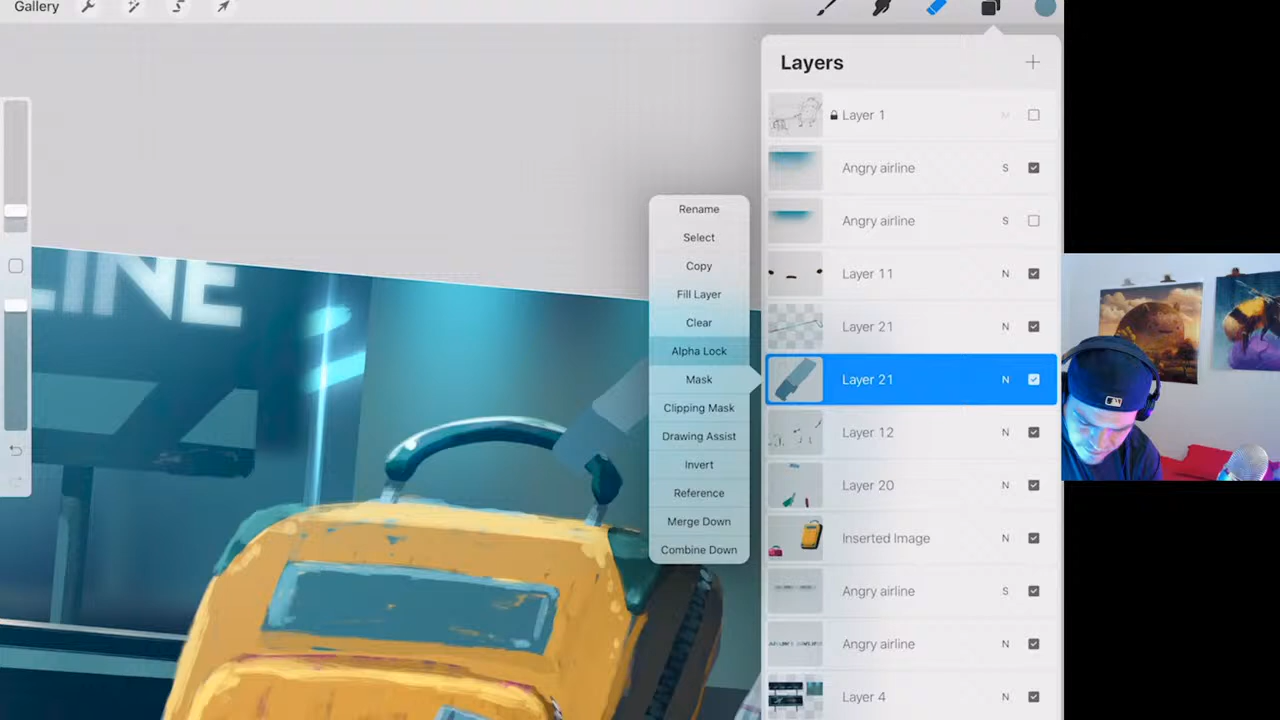 Gallery
Layers
Layer 1 M
Angry airline S
Angry airline S
Layer 11 N
Layer 21 N
Layer 21 N
Layer 12 N
Layer 20 N
Inserted Image N
Angry airline S
Angry airline N
Layer 4 N
Rename
Select
Copy
Fill Layer
Clear
Alpha Lock
Mask
Clipping Mask
Drawing Assist
Invert
Reference
Merge Down
Combine Down
LINE